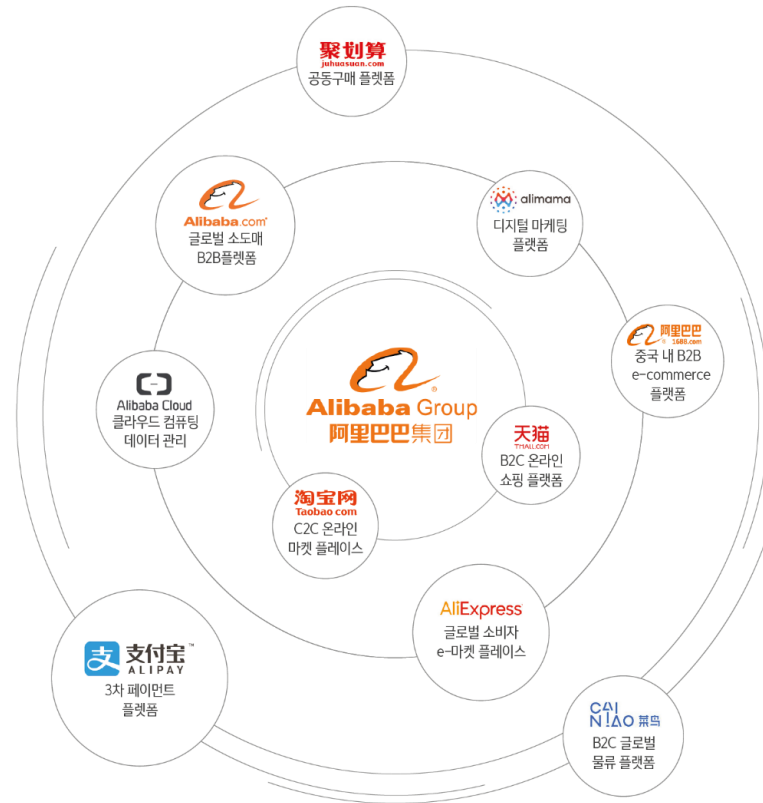 聚划算
juhuasuan.com
공동구매 플렛폼
Alibaba.com®
글로벌 소도매
B2B플렛폼
alimama
디지털 마케팅
플랫폼
阿里巴巴
® 1688.com
중국 내 B2B
e-commerce
플랫폼
Alibaba Cloud
클라우드 컴퓨팅
데이터 관리
®
Alibaba Group
阿里巴巴集团
天猫
TMALL.COM
B2C 온라인
쇼핑 플랫폼
淘宝网
Taobao.com
C2C 온라인
마켓 플레이스
AliExpress
글로벌 소비자
e-마켓 플레이스
支 支付宝™
ALIPAY
3차 페이먼트
플렛폼
CAI
NIAO 菜鸟
B2C 글로벌
물류 플랫폼